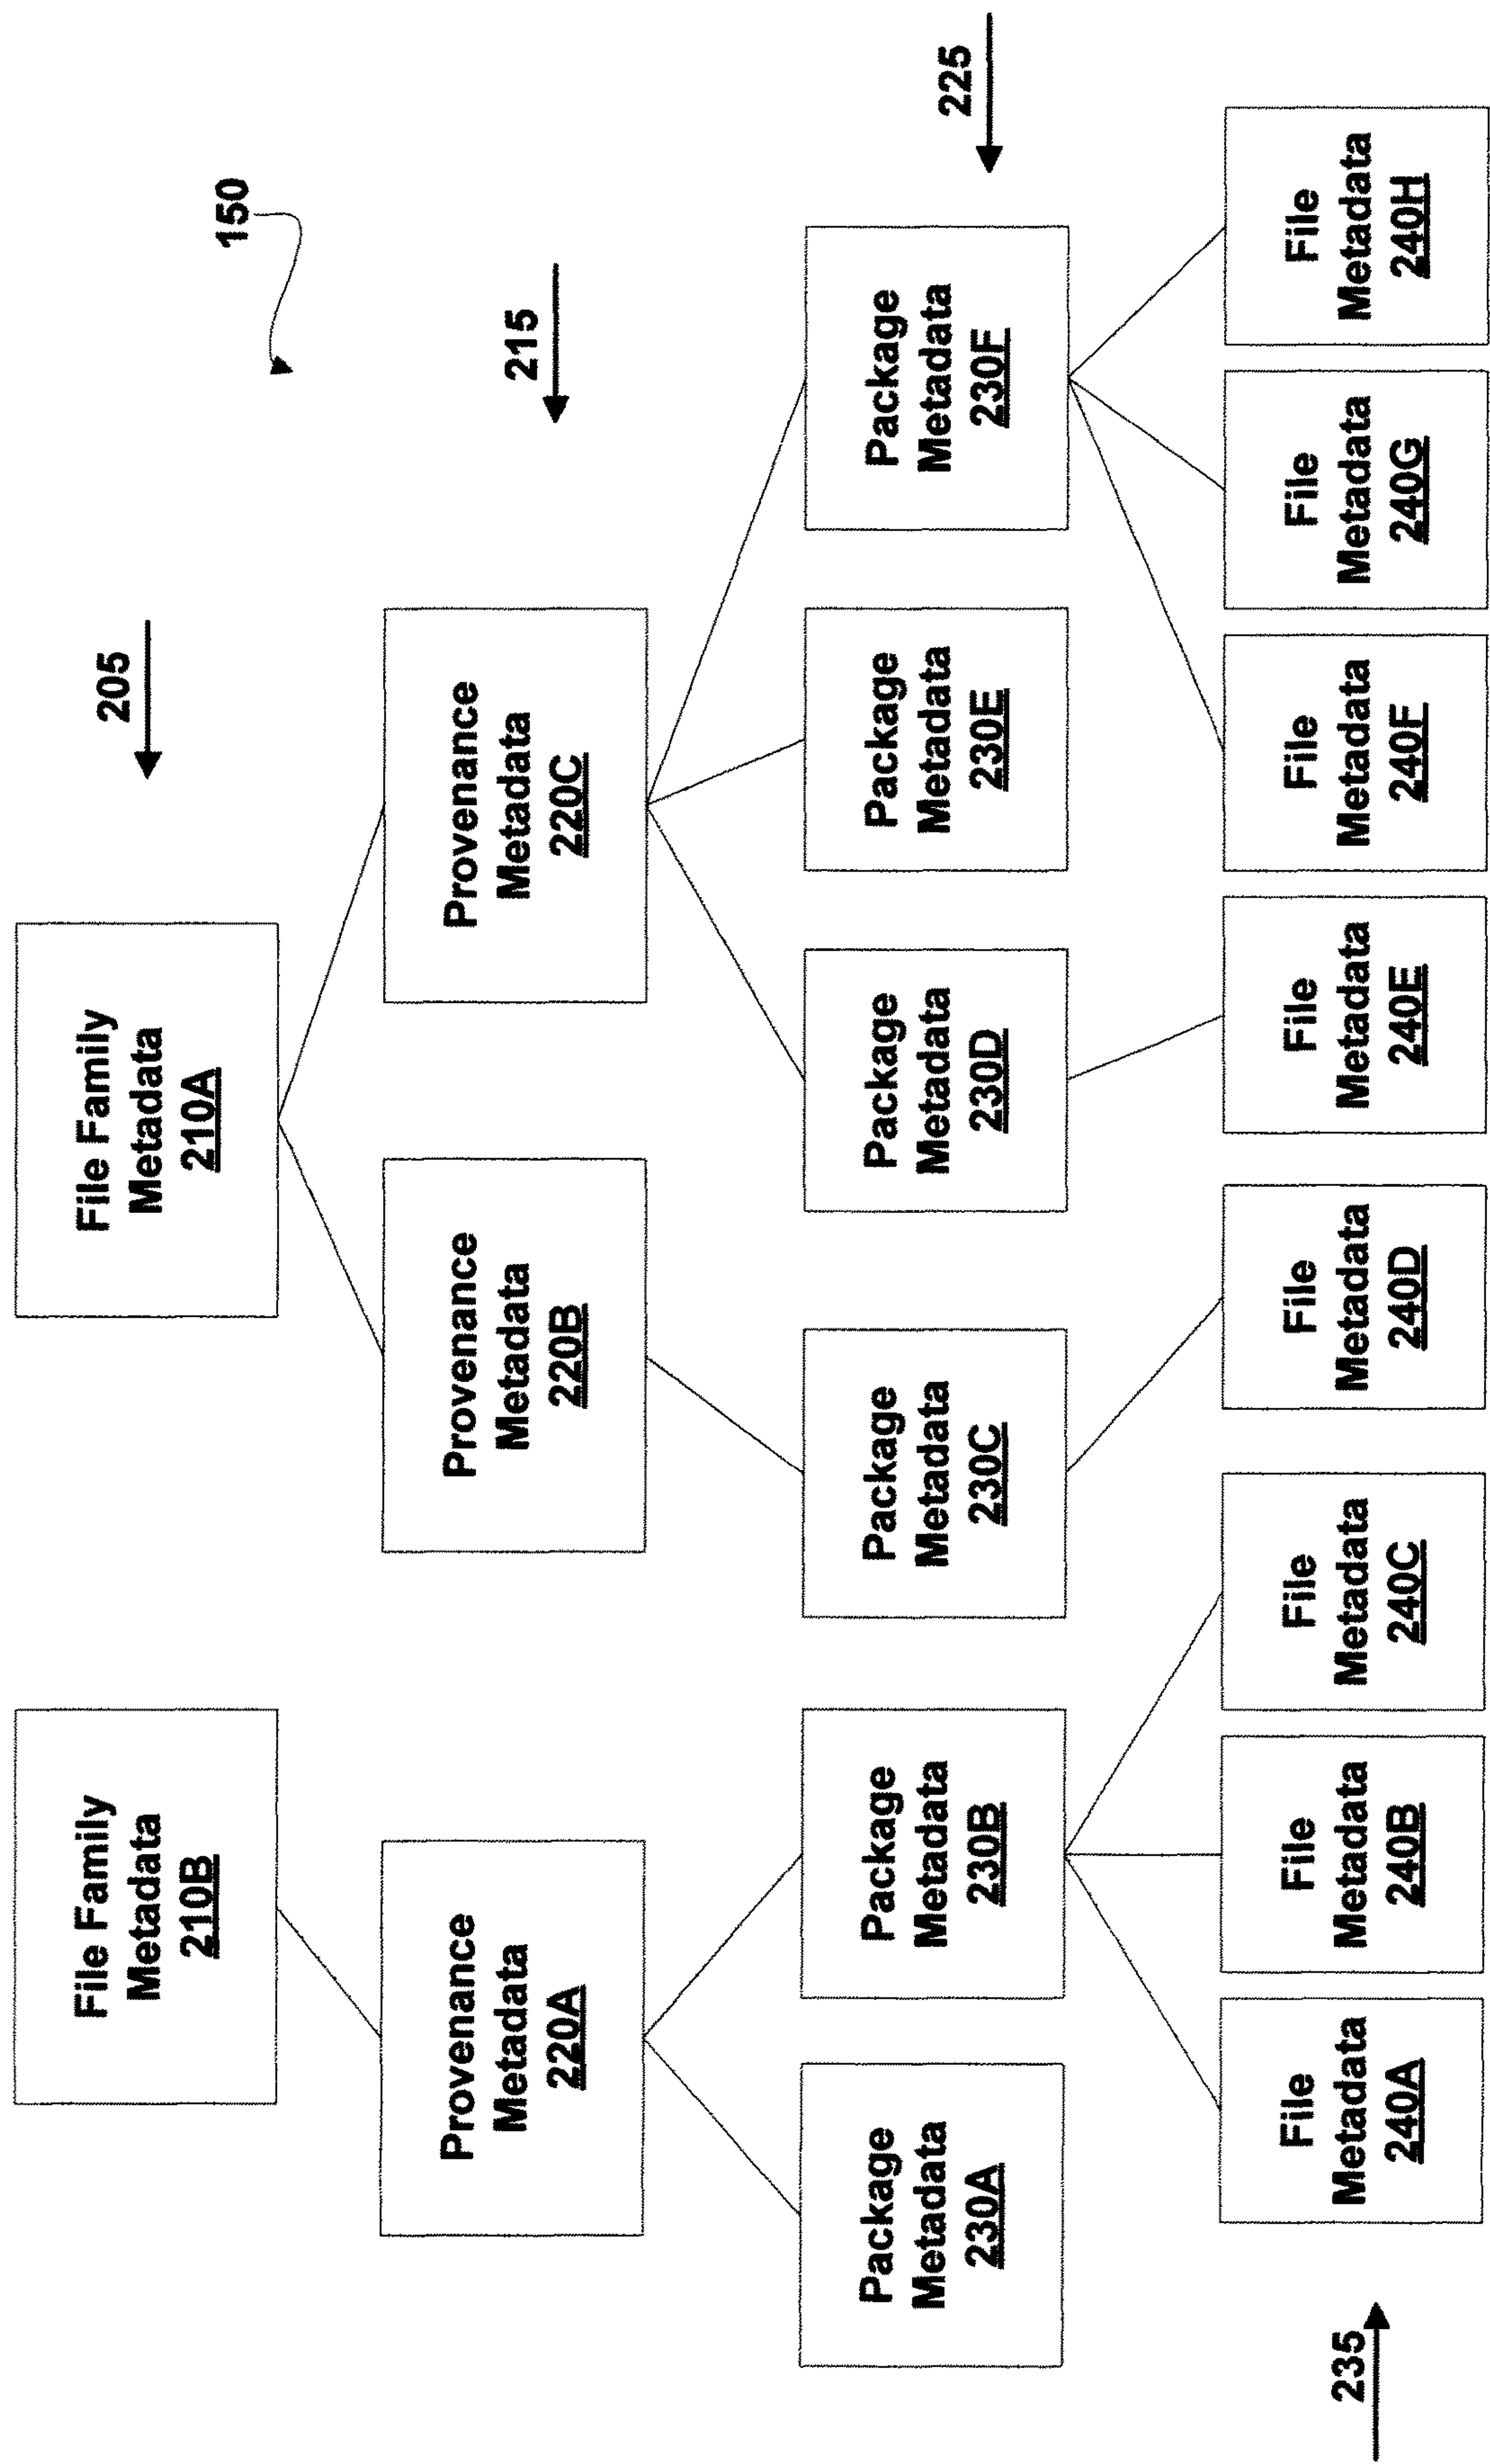 File Family
Metadata
210B
File Family
Metadata
210A
205
150
Provenance
Metadata
220A
Provenance
Metadata
220B
Provenance
Metadata
220C
215
Package
Metadata
230A
Package
Metadata
230B
Package
Metadata
230C
Package
Metadata
230D
Package
Metadata
230E
Package
Metadata
230F
225
235
File
Metadata
240A
File
Metadata
240B
File
Metadata
240C
File
Metadata
240D
File
Metadata
240E
File
Metadata
240F
File
Metadata
240G
File
Metadata
240H